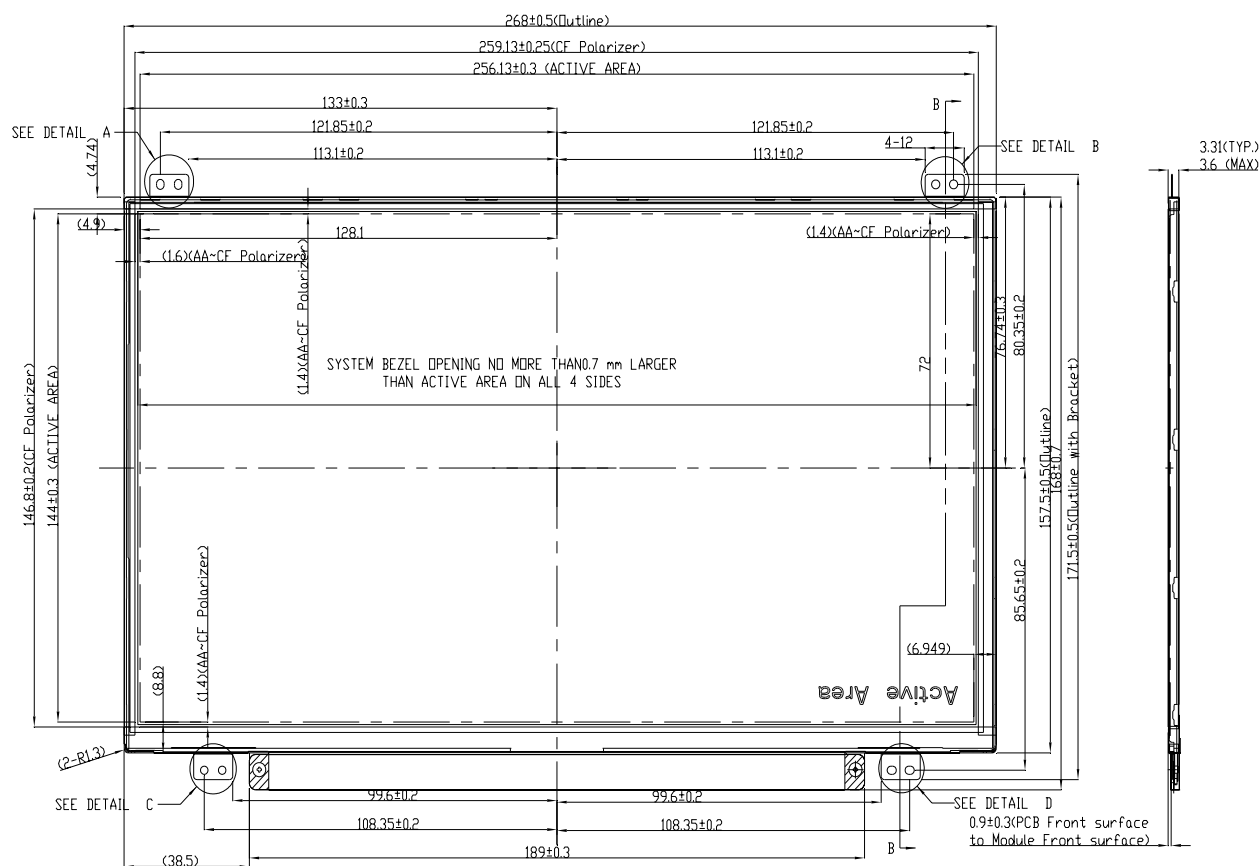 268±0.5(Outline)
259.13±0.25(CF Polarizer)
256.13±0.3 (ACTIVE AREA)
133±0.3
B
SEE DETAIL A
121.85±0.2
121.85±0.2
4-12
SEE DETAIL B
3.31(TYP.)
3.6 (MAX)
(4.74)
113.1±0.2
113.1±0.2
(4.9)
128.1
(1.4)(AA~CF Polarizer)
(1.6)(AA~CF Polarizer)
(1.4)(AA~CF Polarizer)
76.74±0.3
80.35±0.2
72
SYSTEM BEZEL OPENING NO MORE THAN0.7 mm LARGER
THAN ACTIVE AREA ON ALL 4 SIDES
146.8±0.2(CF Polarizer)
144±0.3 (ACTIVE AREA)
157.5±0.5(Outline)
168±0.7
171.5±0.5(Outline with Bracket)
85.65±0.2
(1.4)(AA~CF Polarizer)
(8.8)
(6.949)
Active Area
(2-R1.3)
SEE DETAIL C
99.6±0.2
99.6±0.2
SEE DETAIL D
108.35±0.2
108.35±0.2
0.9±0.3(PCB Front surface
to Module Front surface)
B
189±0.3
(38.5)